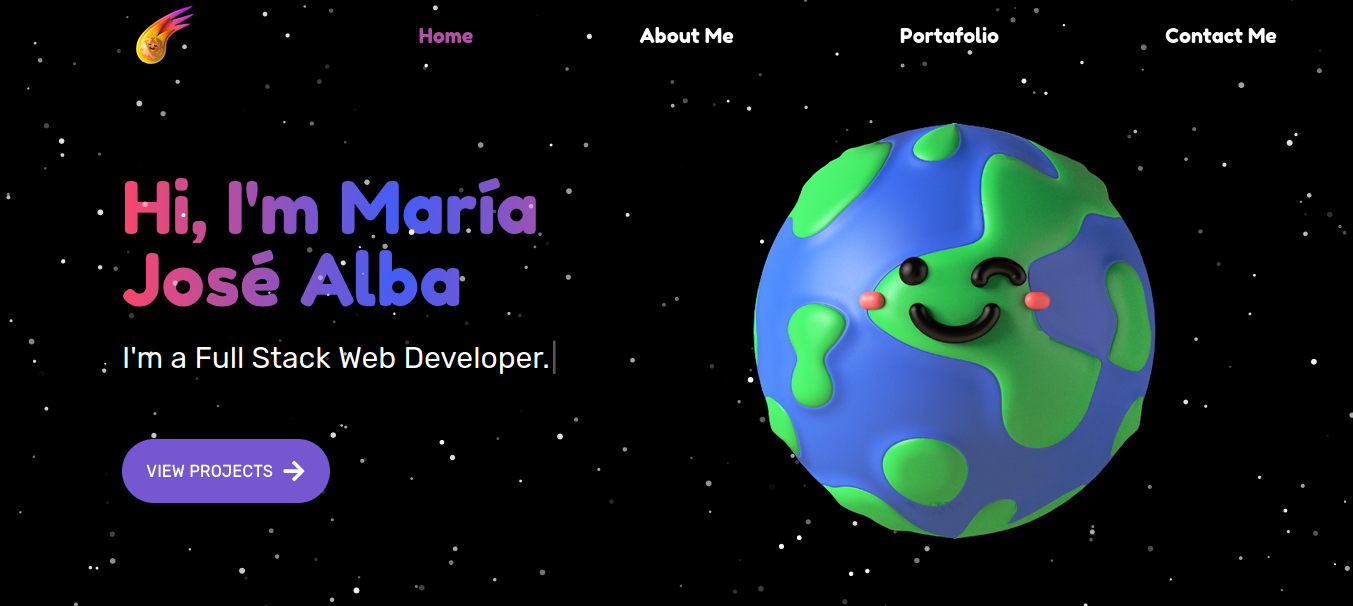 Home
About Me
Portafolio
Contact Me
Hi, I'm María
José Alba
I'm a Full Stack Web Developer.
VIEW PROJECTS